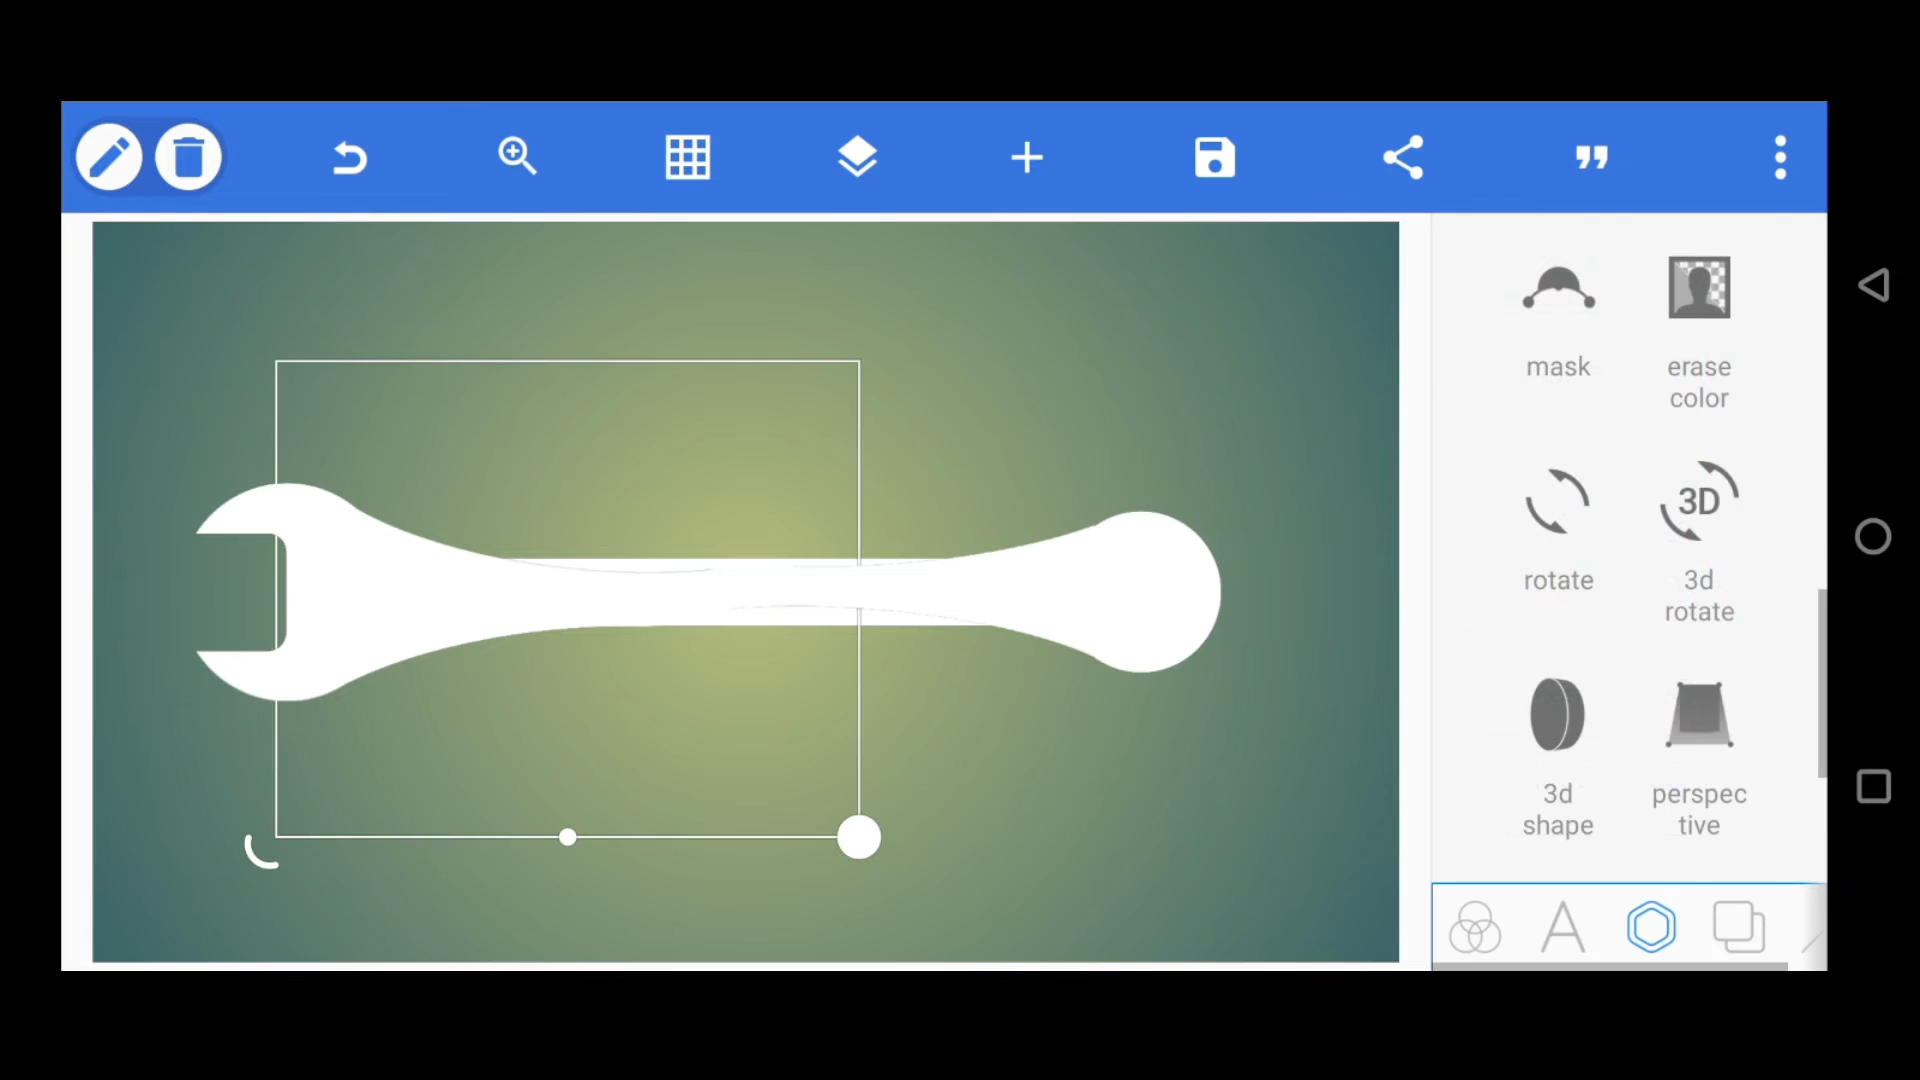 mask
erase
color
rotate
3D
3d
rotate
3d
shape
perspec
tive